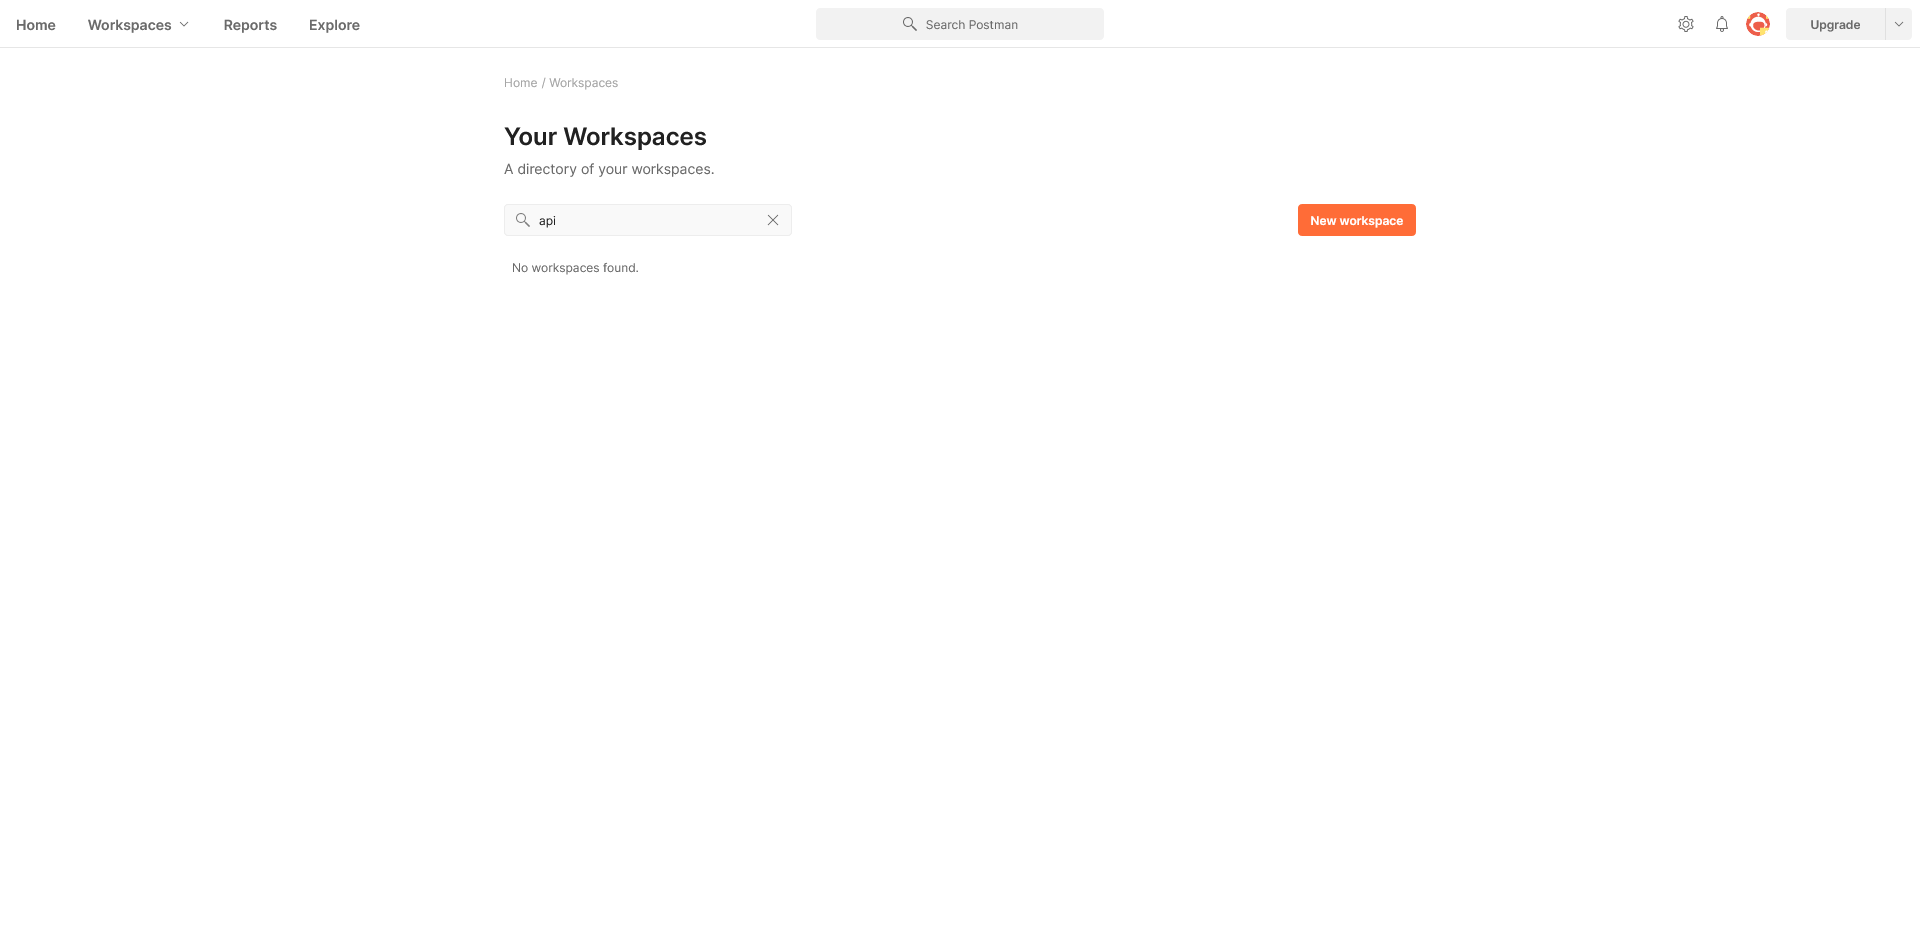 Home Workspaces Reports Explore Search Postman Upgrade
Home / Workspaces
Your Workspaces
A directory of your workspaces.
api New workspace
No workspaces found.